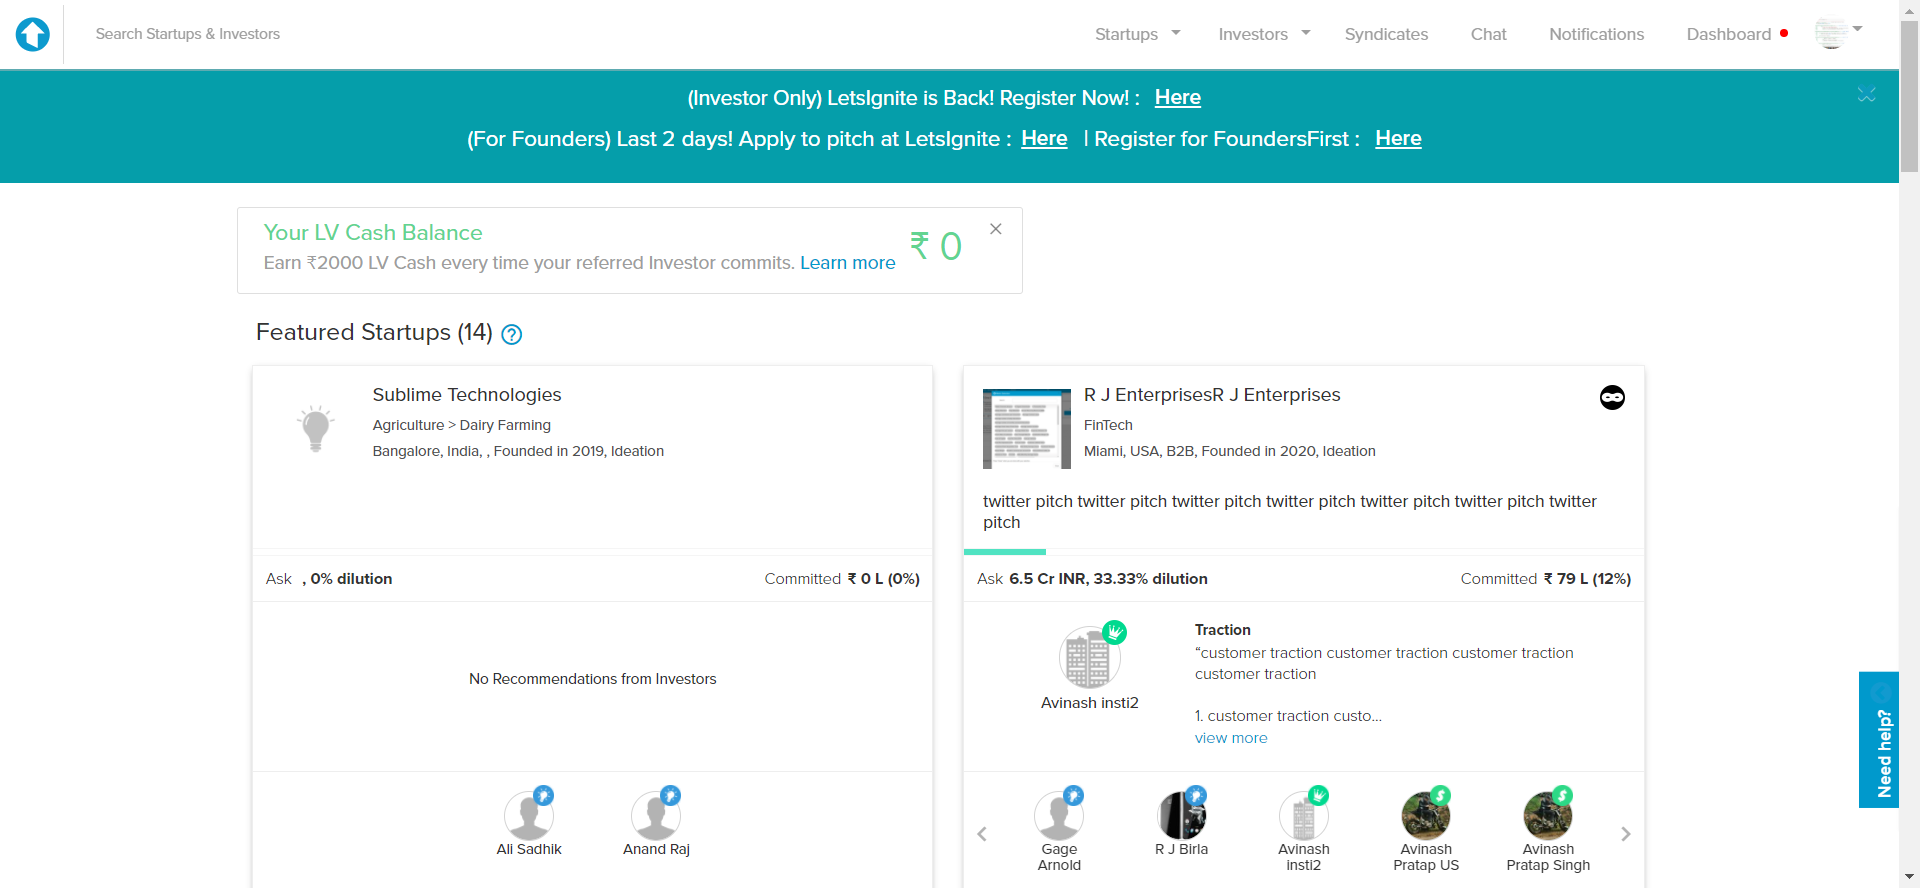 Search Startups & Investors
Startups
Investors
Syndicates
Chat
Notifications
Dashboard
(Investor Only) LetsIgnite is Back! Register Now! : Here
(For Founders) Last 2 days! Apply to pitch at LetsIgnite : Here | Register for FoundersFirst : Here
Your LV Cash Balance
Earn ₹2000 LV Cash every time your referred Investor commits. Learn more
₹ 0
Featured Startups (14) ?
Sublime Technologies
Agriculture > Dairy Farming
Bangalore, India, , Founded in 2019, Ideation
Ask , 0% dilution
Committed ₹ 0 L (0%)
No Recommendations from Investors
Ali Sadhik
Anand Raj
R J EnterprisesR J Enterprises
FinTech
Miami, USA, B2B, Founded in 2020, Ideation
twitter pitch twitter pitch twitter pitch twitter pitch twitter pitch twitter pitch twitter
pitch
Ask 6.5 Cr INR, 33.33% dilution
Committed ₹ 79 L (12%)
Avinash insti2
Traction
“customer traction customer traction customer traction
customer traction
1. customer traction custo...
view more
Gage
Arnold
R J Birla
Avinash
insti2
Avinash
Pratap US
Avinash
Pratap Singh
Need help?